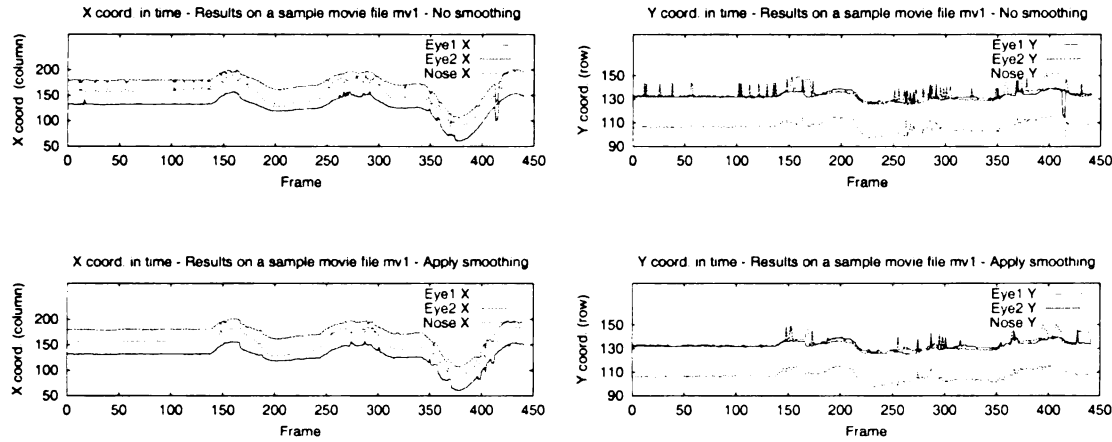 X coord. in time - Results on a sample movie file mv1 - No smoothing
X coord (column)
200
150
100
50
Eye1 X
Eye2 X
Nose X
0 50 100 150 200 250 300 350 400 450
Frame
Y coord. in time - Results on a sample movie file mv1 - No smoothing
Y coord (row)
150
130
110
90
Eye1 Y
Eye2 Y
Nose Y
0 50 100 150 200 250 300 350 400 450
Frame
X coord. in time - Results on a sample movie file mv1 - Apply smoothing
X coord (column)
200
150
100
50
Eye1 X
Eye2 X
Nose X
0 50 100 150 200 250 300 350 400 450
Frame
Y coord. in time - Results on a sample movie file mv1 - Apply smoothing
Y coord (row)
150
130
110
90
Eye1 Y
Eye2 Y
Nose Y
0 50 100 150 200 250 300 350 400 450
Frame